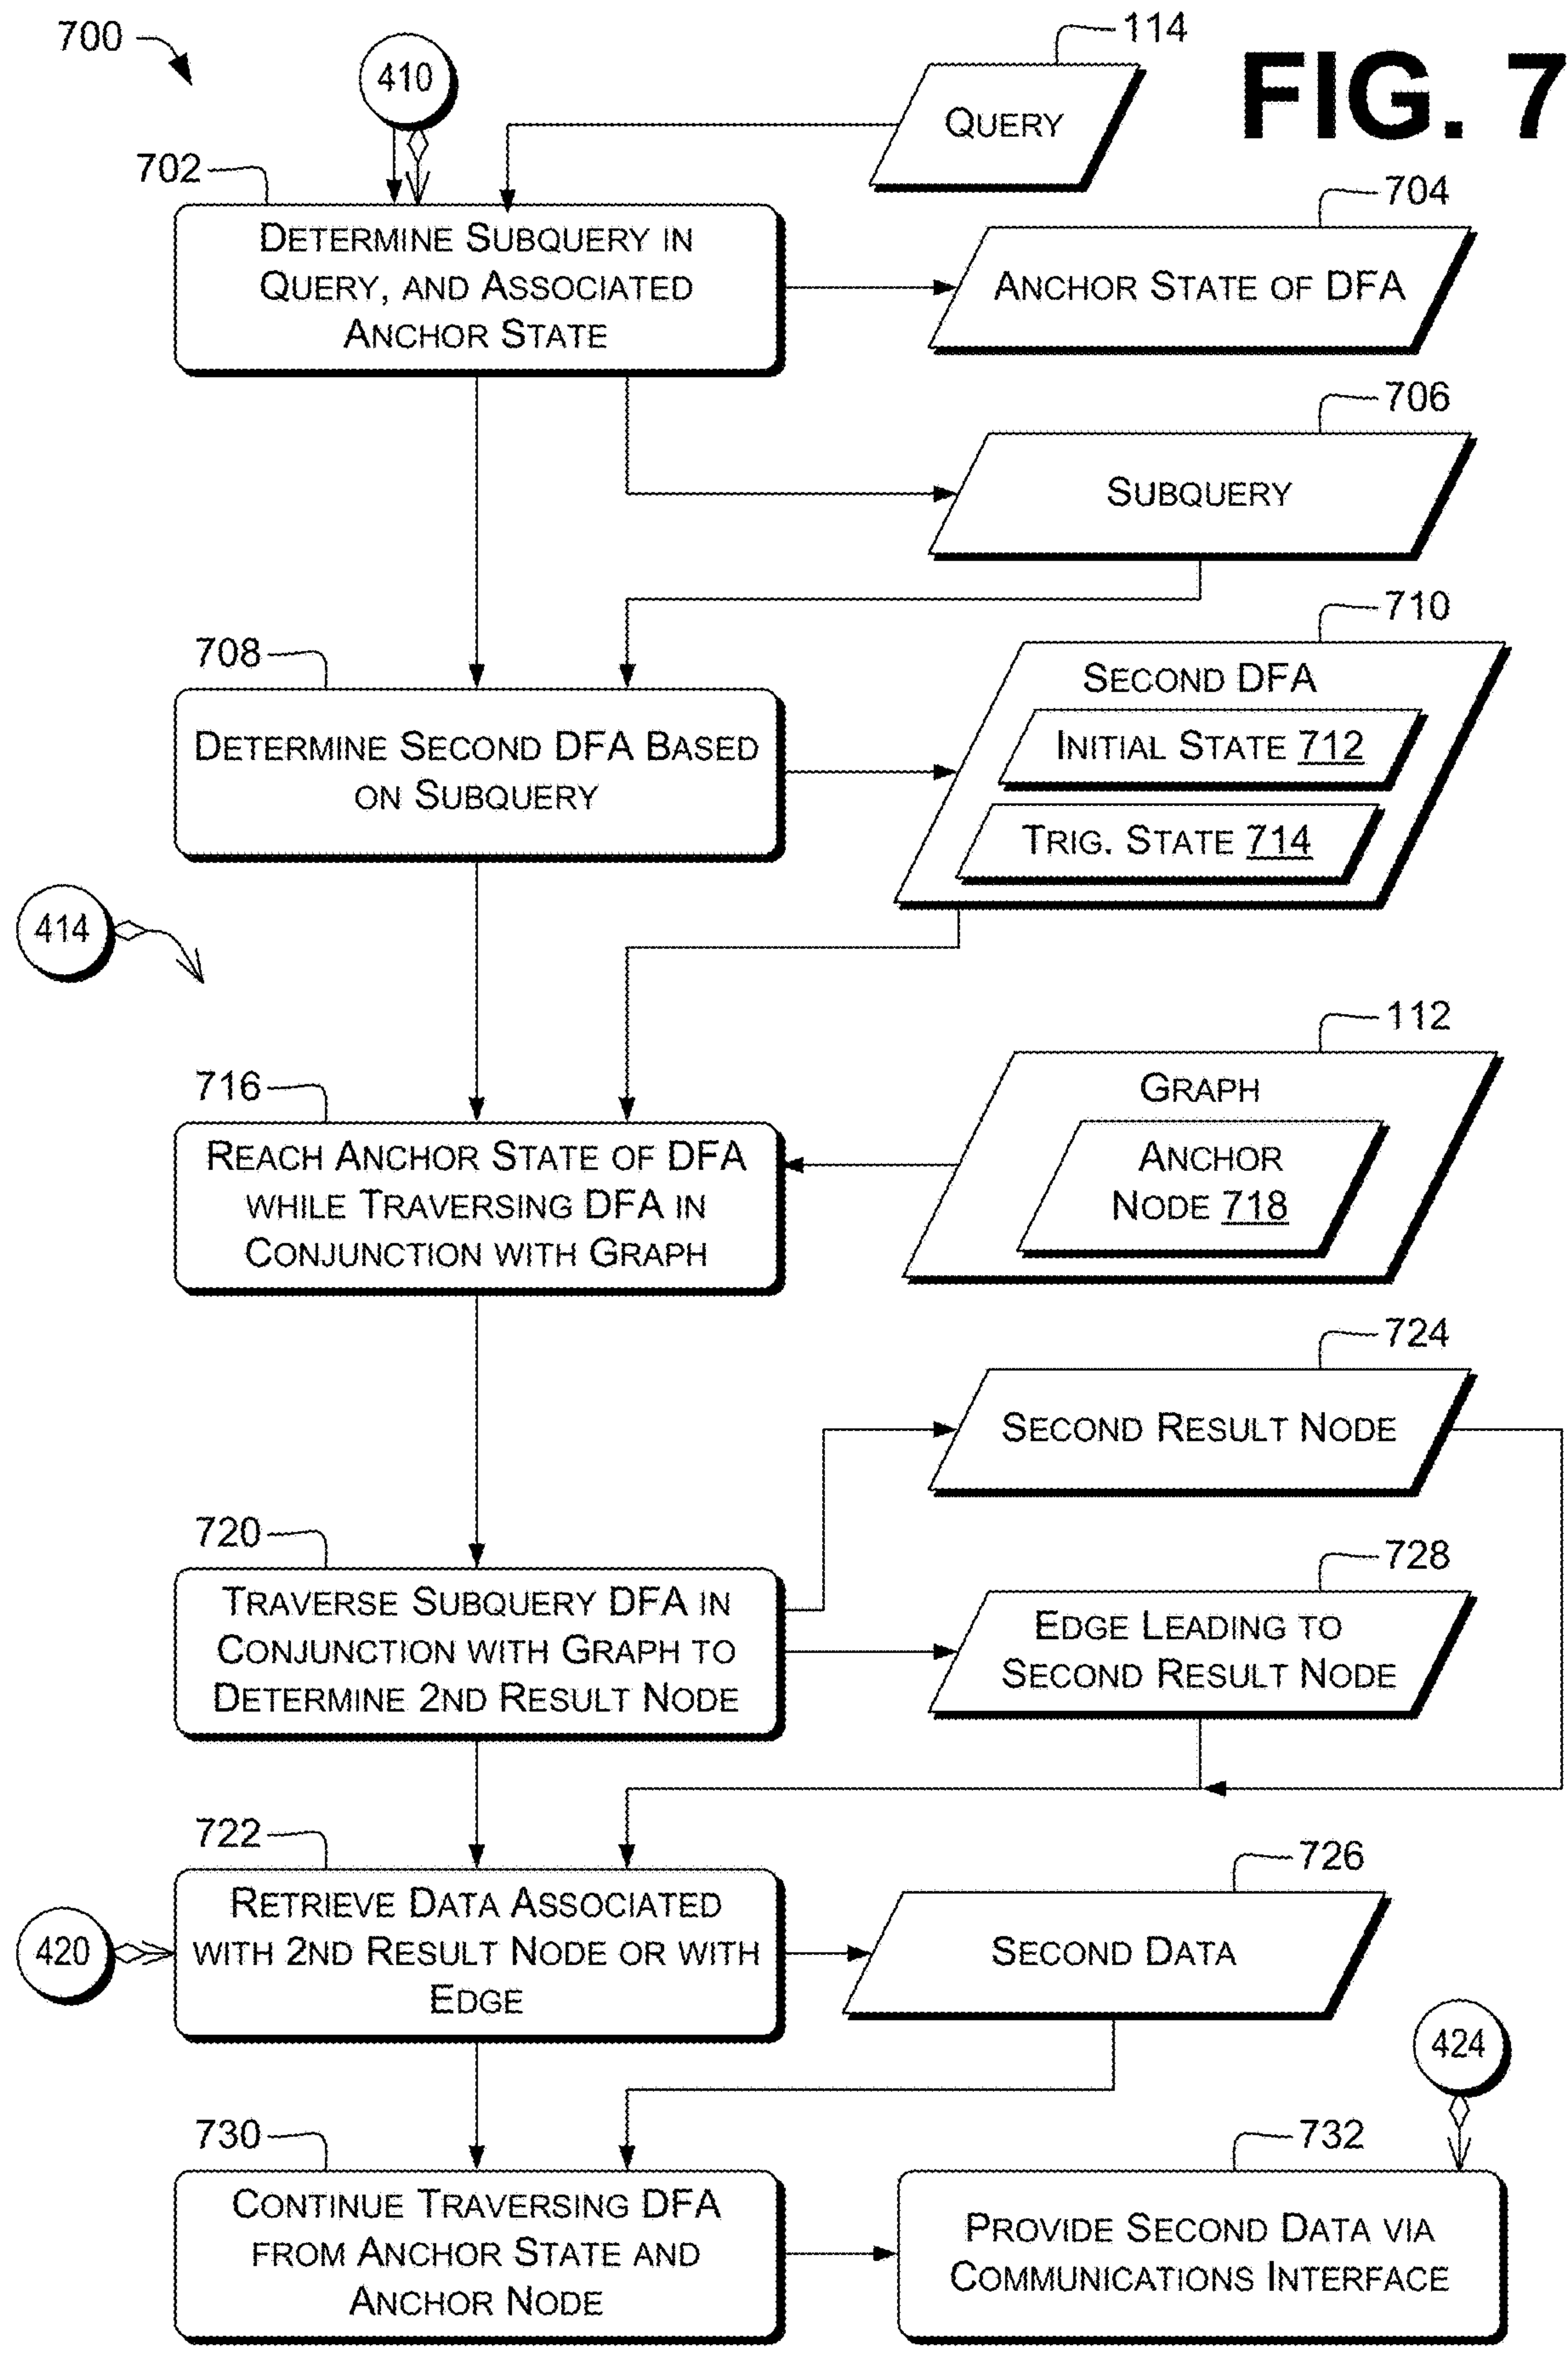 700
410
114
FIG. 7
QUERY
702
704
DETERMINE SUBQUERY IN
QUERY, AND ASSOCIATED
ANCHOR STATE
ANCHOR STATE OF DFA
706
SUBQUERY
708
710
DETERMINE SECOND DFA BASED
ON SUBQUERY
SECOND DFA
INITIAL STATE 712
TRIG. STATE 714
414
112
716
GRAPH
ANCHOR
NODE 718
REACH ANCHOR STATE OF DFA
WHILE TRAVERSING DFA IN
CONJUNCTION WITH GRAPH
724
SECOND RESULT NODE
720
728
TRAVERSE SUBQUERY DFA IN
CONJUNCTION WITH GRAPH TO
DETERMINE 2ND RESULT NODE
EDGE LEADING TO
SECOND RESULT NODE
722
726
420
RETRIEVE DATA ASSOCIATED
WITH 2ND RESULT NODE OR WITH
EDGE
SECOND DATA
424
730
732
CONTINUE TRAVERSING DFA
FROM ANCHOR STATE AND
ANCHOR NODE
PROVIDE SECOND DATA VIA
COMMUNICATIONS INTERFACE